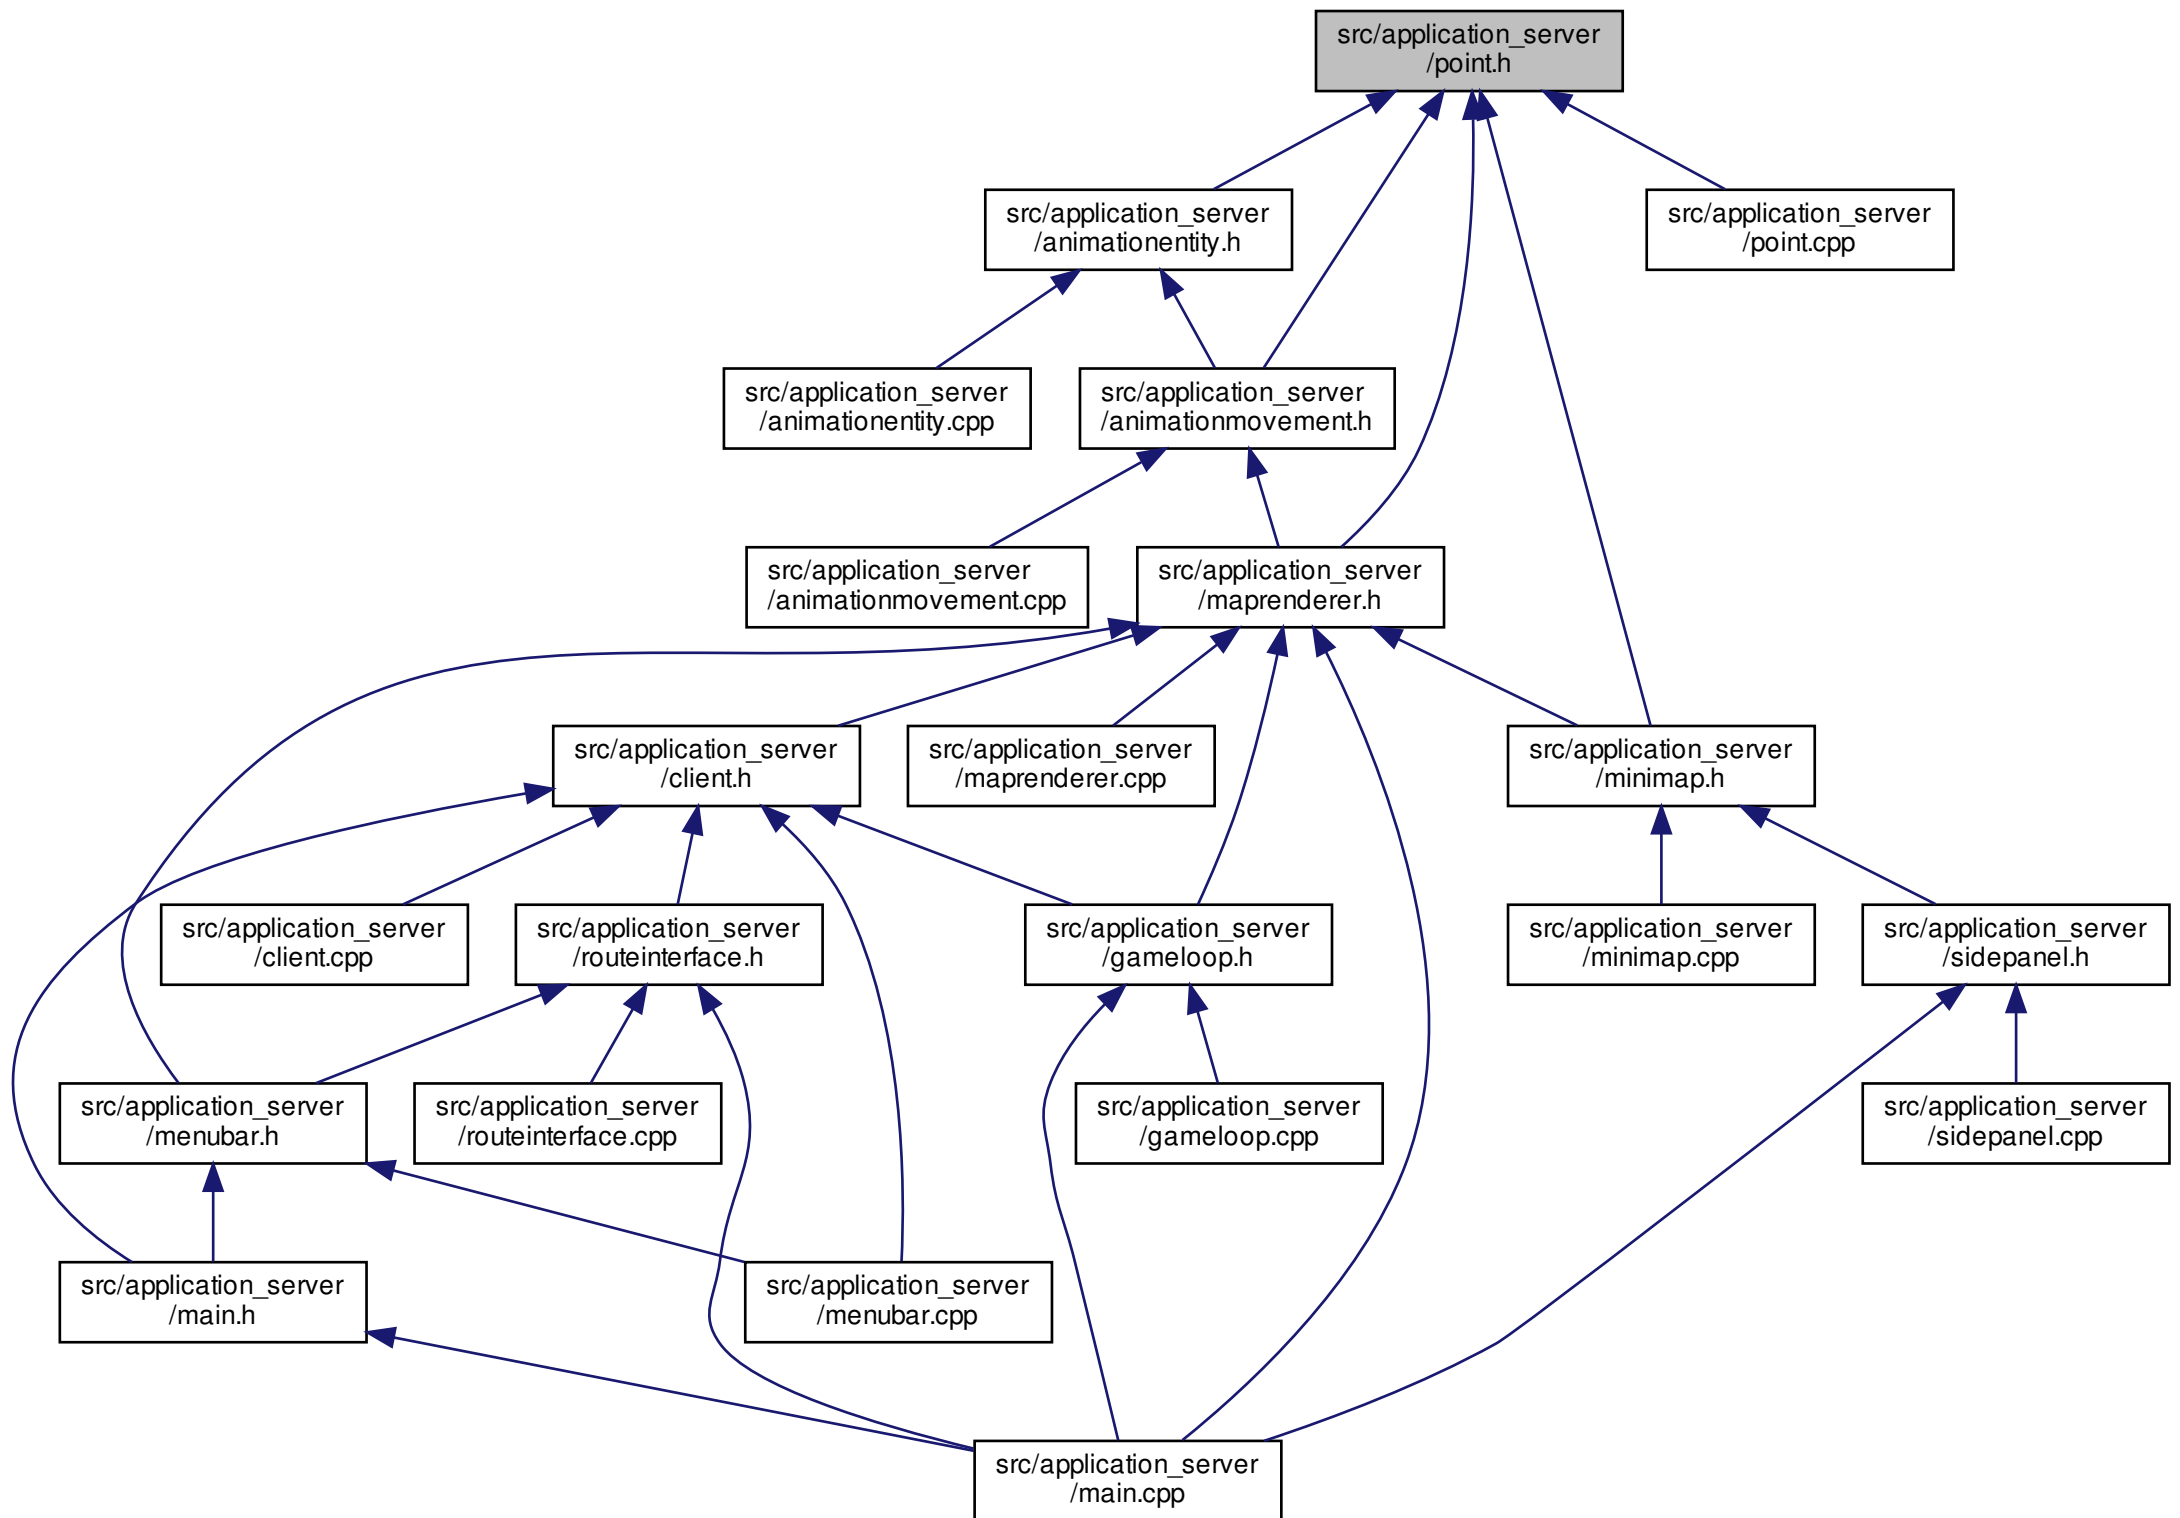 src/application_server
/point.h
src/application_server
/animationentity.h
src/application_server
/point.cpp
src/application_server
/animationentity.cpp
src/application_server
/animationmovement.h
src/application_server
/animationmovement.cpp
src/application_server
/maprenderer.h
src/application_server
/client.h
src/application_server
/maprenderer.cpp
src/application_server
/minimap.h
src/application_server
/client.cpp
src/application_server
/routeinterface.h
src/application_server
/gameloop.h
src/application_server
/minimap.cpp
src/application_server
/sidepanel.h
src/application_server
/menubar.h
src/application_server
/routeinterface.cpp
src/application_server
/gameloop.cpp
src/application_server
/sidepanel.cpp
src/application_server
/main.h
src/application_server
/menubar.cpp
src/application_server
/main.cpp